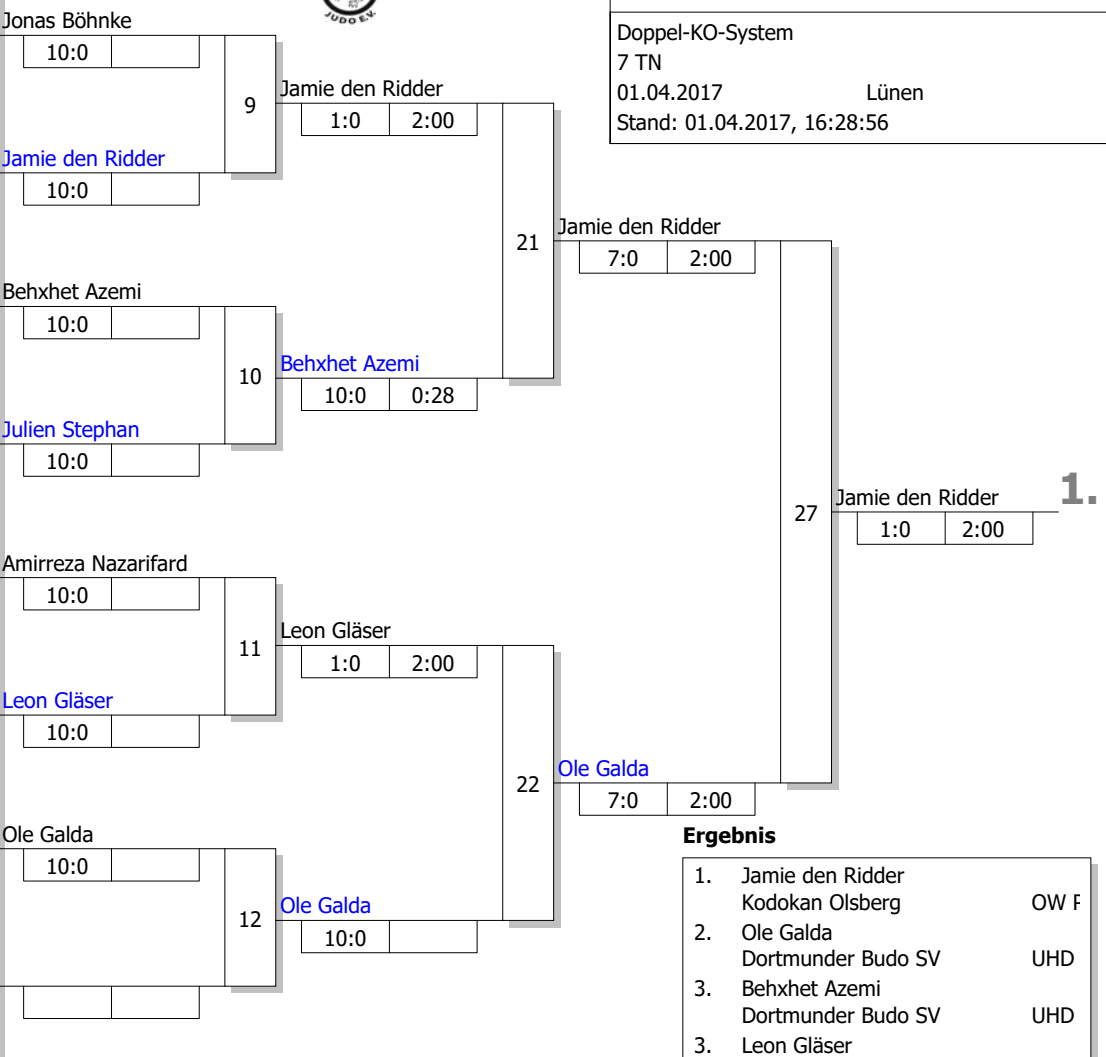 JUDO E.V.
Doppel-KO-System
7 TN
01.04.2017 Lünen
Stand: 01.04.2017, 16:28:56
Jonas Böhnke
10:0
9
Jamie den Ridder
10:0
Jamie den Ridder
1:0 2:00
21
Behxhet Azemi
10:0
10
Julien Stephan
10:0
Behxhet Azemi
10:0 0:28
Jamie den Ridder
7:0 2:00
27
Jamie den Ridder
1:0 2:00
1.
Amirreza Nazarifard
10:0
11
Leon Gläser
10:0
Leon Gläser
1:0 2:00
22
Ole Galda
10:0
12
Ole Galda
10:0
Ole Galda
7:0 2:00
Ergebnis
1. Jamie den Ridder
Kodokan Olsberg OW
2. Ole Galda
Dortmunder Budo SV UHD
3. Behxhet Azemi
Dortmunder Budo SV UHD
3. Leon Gläser